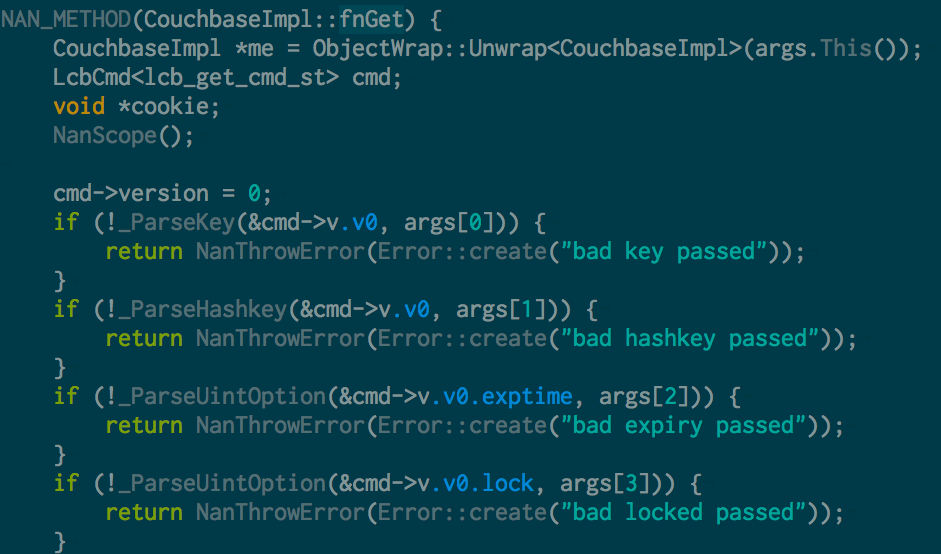 NAN_METHOD(CouchbaseImpl::fnGet) {
    CouchbaseImpl *me = ObjectWrap::Unwrap<CouchbaseImpl>(args.This());
    LcbCmd<lcb_get_cmd_st> cmd;
    void *cookie;
    NanScope();

    cmd->version = 0;
    if (!_ParseKey(&cmd->v.v0, args[0])) {
        return NanThrowError(Error::create("bad key passed"));
    }
    if (!_ParseHashkey(&cmd->v.v0, args[1])) {
        return NanThrowError(Error::create("bad hashkey passed"));
    }
    if (!_ParseUintOption(&cmd->v.v0.exptime, args[2])) {
        return NanThrowError(Error::create("bad expiry passed"));
    }
    if (!_ParseUintOption(&cmd->v.v0.lock, args[3])) {
        return NanThrowError(Error::create("bad locked passed"));
    }